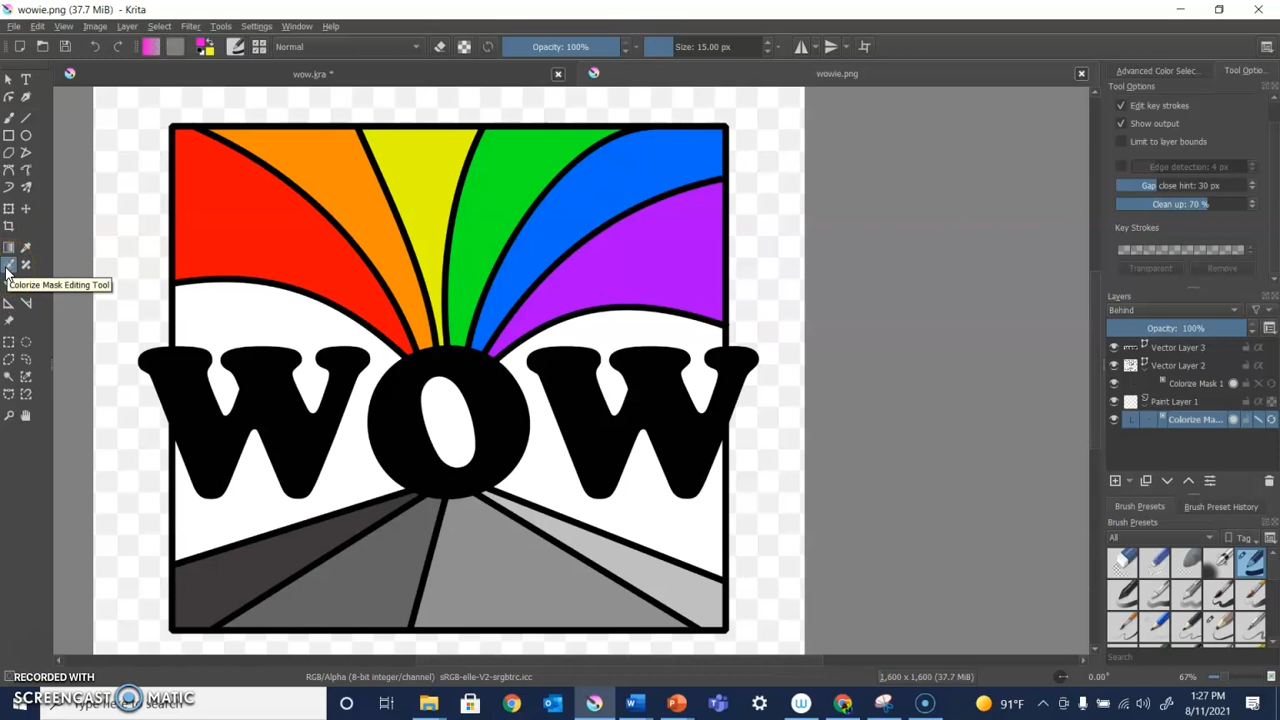 wowie.png (37.7 MiB) - Krita
File Edit View Image Layer Select Filter Tools Settings Window Help
Normal Opacity: 100% Size: 15.00 px
wow.kra * wowie.png
Advanced Color Selec... Tool Optio...
Tool Options
Edit key strokes
Show output
Limit to layer bounds
Edge detection: 4 px
Gap close hint: 30 px
Clean up: 70 %
Key Strokes
Transparent Remove
Colorize Mask Editing Tool
Layers
Behind
Opacity: 100%
Vector Layer 3
Vector Layer 2
Colorize Mask 1
Paint Layer 1
Colorize Ma...
WOW
Brush Presets Brush Preset History
Brush Presets
All Tag
Search
RGB/Alpha (8-bit integer/channel) sRGB-elle-V2-srgbtrc.icc 1,600 x 1,600 (37.7 MiB) 0.00° 67%
RECORDED WITH
SCREENCAST MATIC
Type here to search
91°F
1:27 PM
8/11/2021